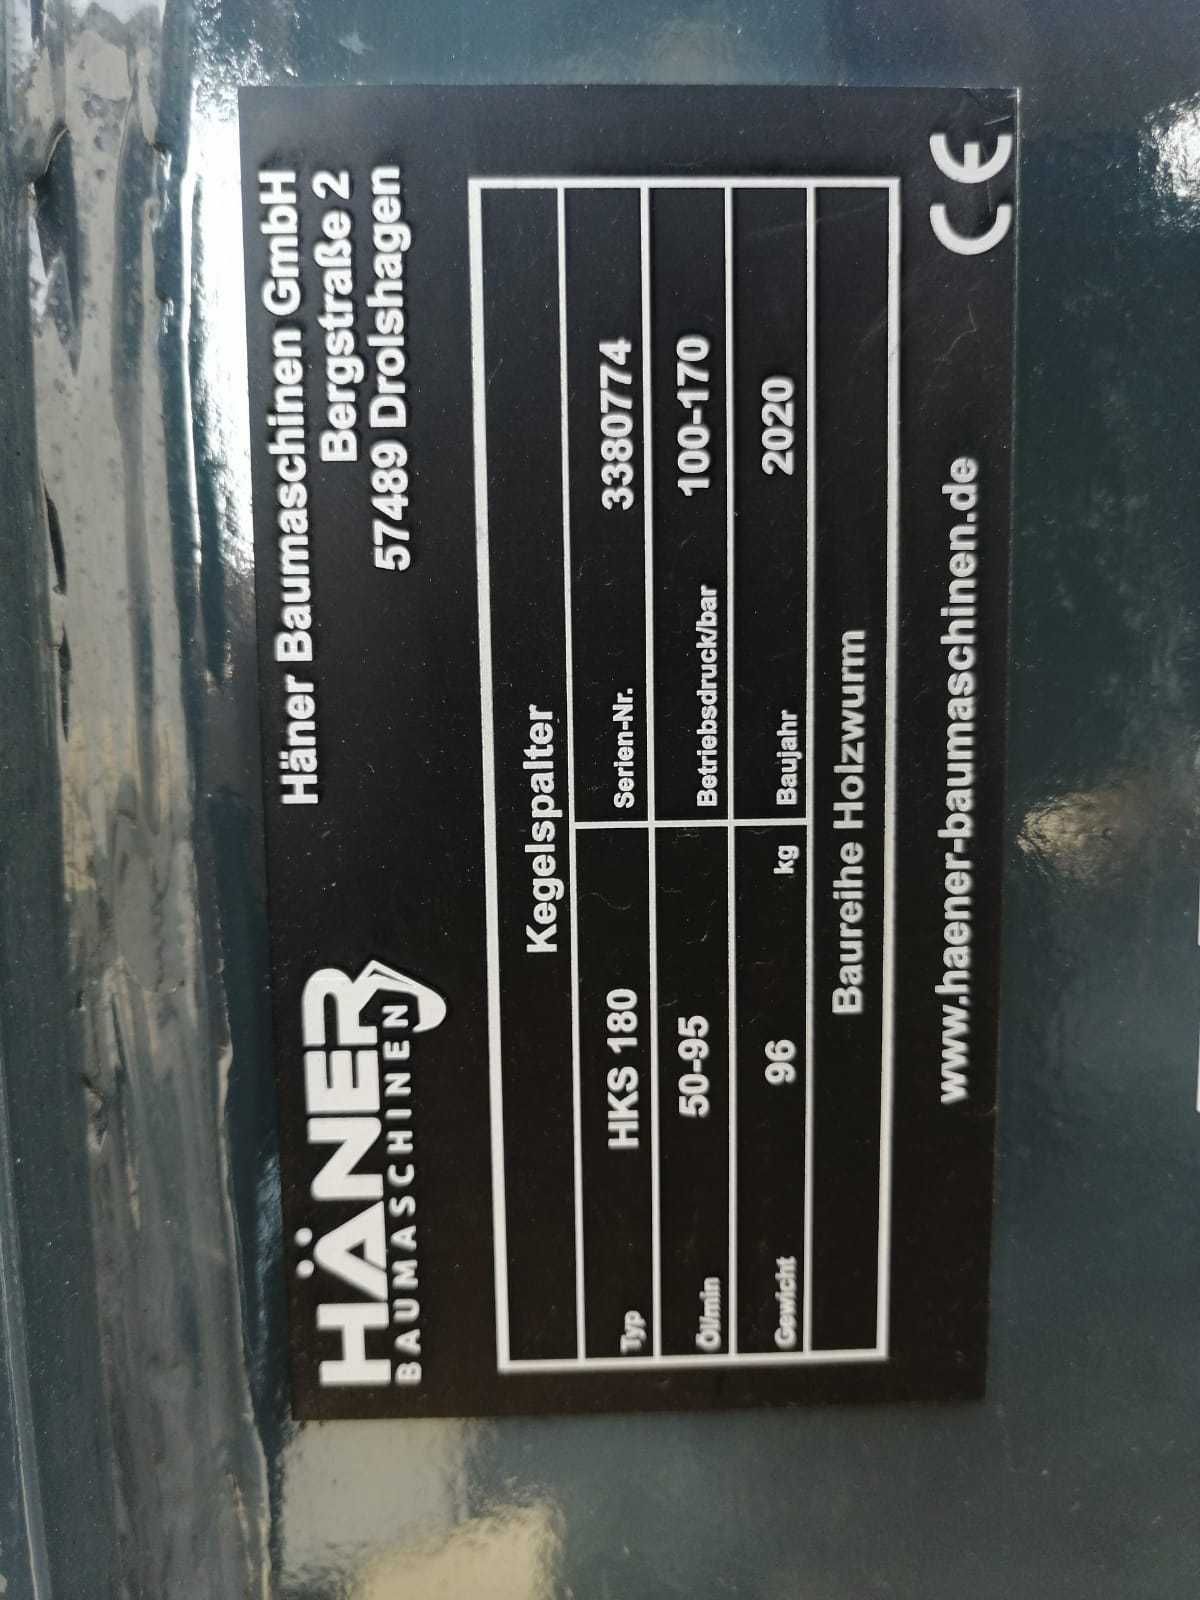 HÄNER
BAUMASCHINEN
Häner Baumaschinen GmbH
Bergstraße 2
57489 Drolshagen
Kegelspalter
Typ HKS 180 Serien-Nr. 3380774
Öl/min 50-95 Betriebsdruck/bar 100-170
Gewicht 96 kg Baujahr 2020
Baureihe Holzwurm
www.haener-baumaschinen.de CE